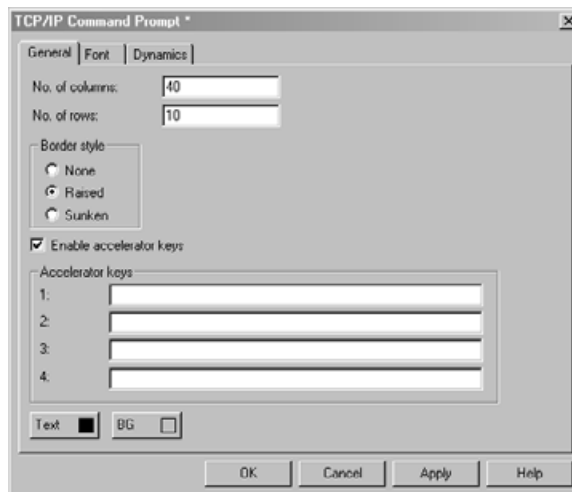 TCP/IP Command Prompt *
General Font Dynamics
No. of columns: 40
No. of rows: 10
Border style
None
Raised
Sunken
Enable accelerator keys
Accelerator keys
1:
2:
3:
4:
Text BG
OK Cancel Apply Help